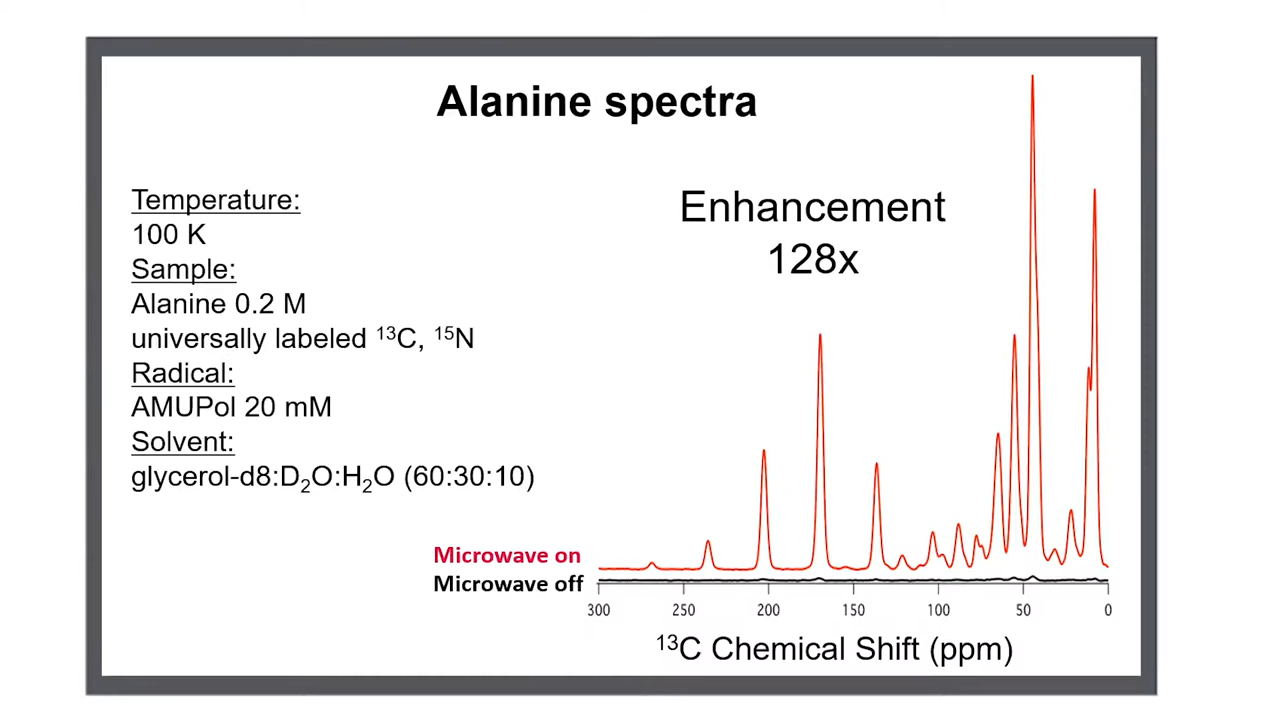 Alanine spectra
Temperature:
100 K
Sample:
Alanine 0.2 M
universally labeled ¹³C, ¹⁵N
Radical:
AMUPol 20 mM
Solvent:
glycerol-d8:D₂O:H₂O (60:30:10)
Enhancement
128x
Microwave on
Microwave off
300 250 200 150 100 50 0
¹³C Chemical Shift (ppm)